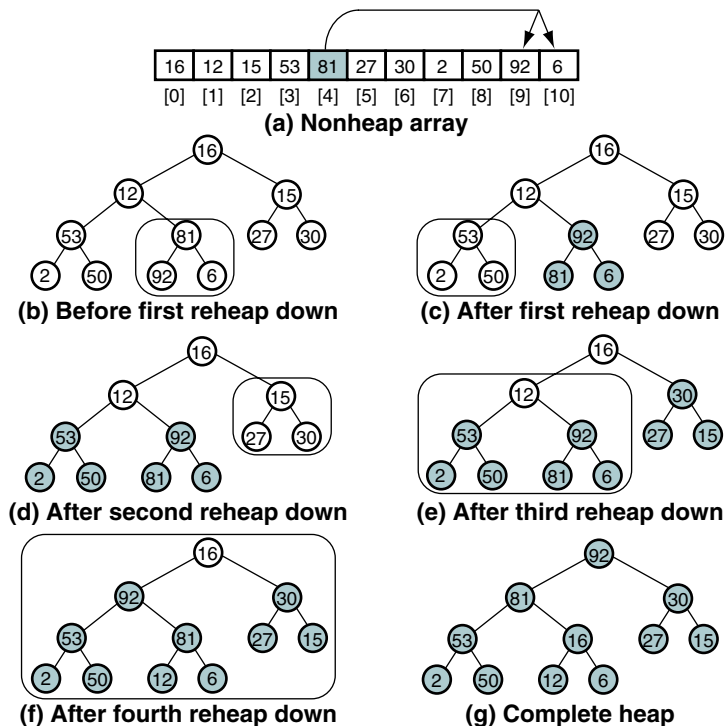 16 12 15 53 81 27 30 2 50 92 6
[0] [1] [2] [3] [4] [5] [6] [7] [8] [9] [10]
(a) Nonheap array
16
12 15
53 81 27 30
2 50 92 6
(b) Before first reheap down
16
12 15
53 92 27 30
2 50 81 6
(c) After first reheap down
16
12 15
53 92 27 30
2 50 81 6
(d) After second reheap down
16
12 30
53 92 27 15
2 50 81 6
(e) After third reheap down
16
92 30
53 81 27 15
2 50 12 6
(f) After fourth reheap down
92
81 30
53 16 27 15
2 50 12 6
(g) Complete heap